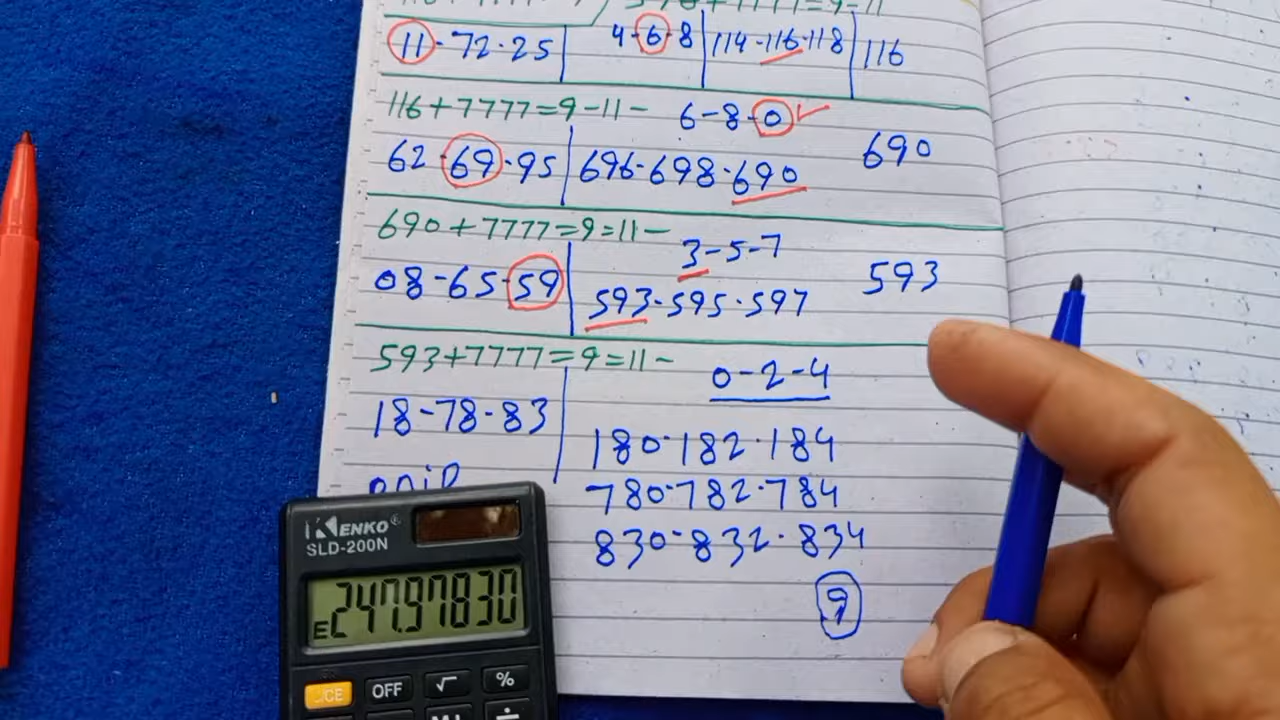 11-72-25 | 4-6-8 | 114-116-118 | 116
116+7777=9-11- 6-8-0
62-69-95 | 696-698-690 690
690+7777=9=11- 3-5-7
08-65-59 | 593-595-597 593
593+7777=9=11- 0-2-4
18-78-83 | 180-182-184
780-782-784
830-832-834
9
KENKO®
SLD-200N
E247.97830
CE OFF √ %